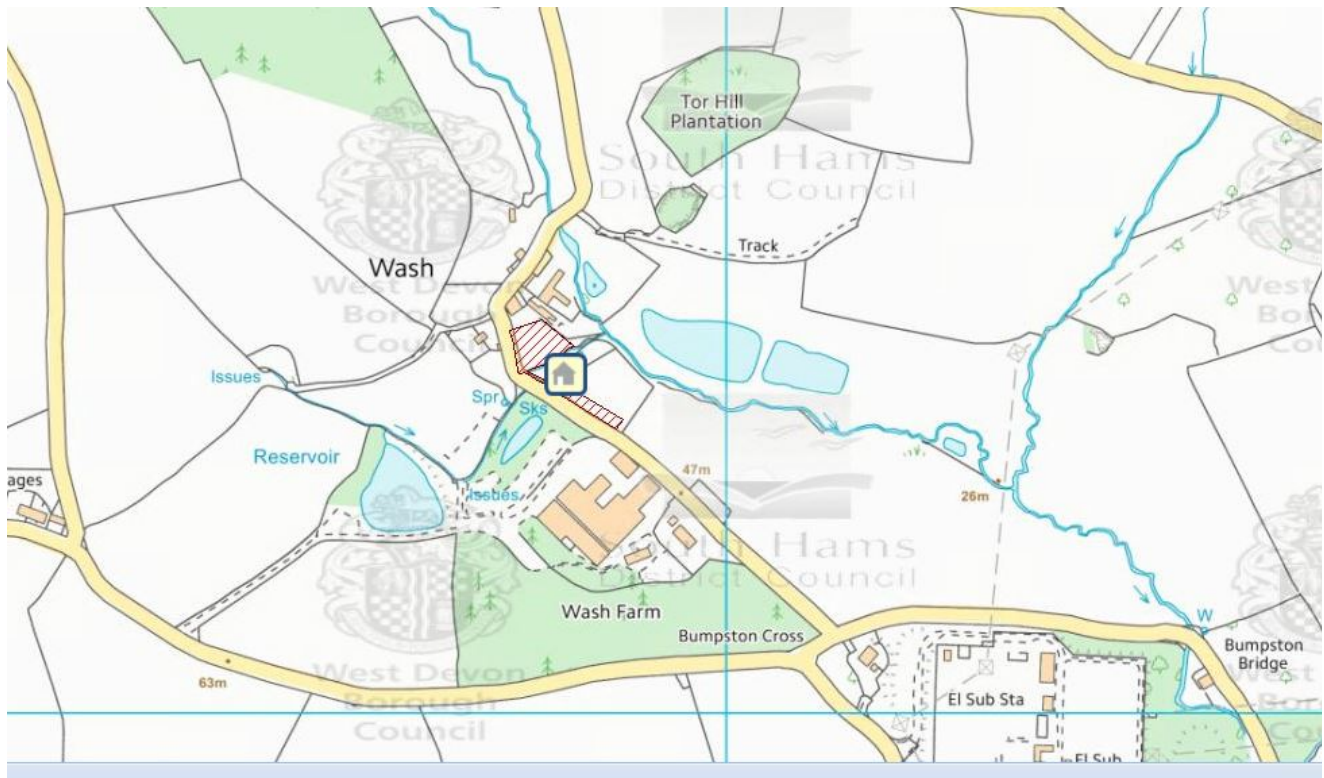 Tor Hill
Plantation
South Hams
District Council
Track
Wash
West Devon
Borough
Council
West
Bor
Co
Issues
Spr
Sks
Reservoir
ages
47m
Issues
26m
South Hams
District Council
Wash Farm
Bumpston Cross
W
Bumpston
Bridge
63m
West Devon
Borough
Council
West
Bor
Co
El Sub Sta
El Sub